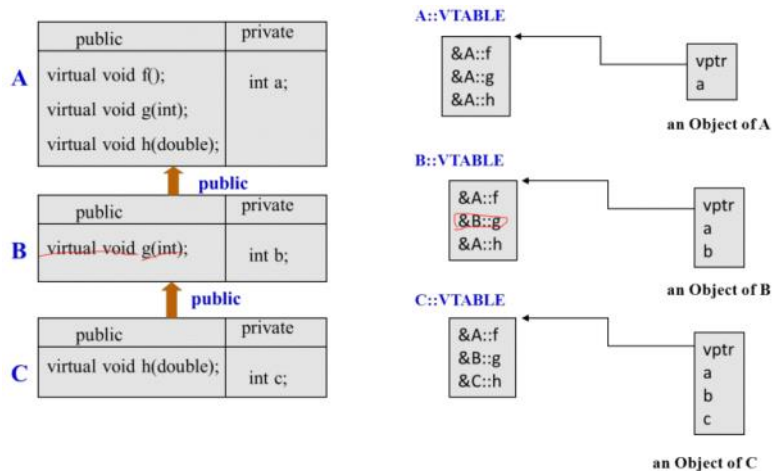 public
private
A
virtual void f();
virtual void g(int);
virtual void h(double);
int a;
public
public
private
B
virtual void g(int);
int b;
public
public
private
C
virtual void h(double);
int c;
A::VTABLE
&A::f
&A::g
&A::h
vptr
a
an Object of A
B::VTABLE
&A::f
&B::g
&A::h
vptr
a
b
an Object of B
C::VTABLE
&A::f
&B::g
&C::h
vptr
a
b
c
an Object of C